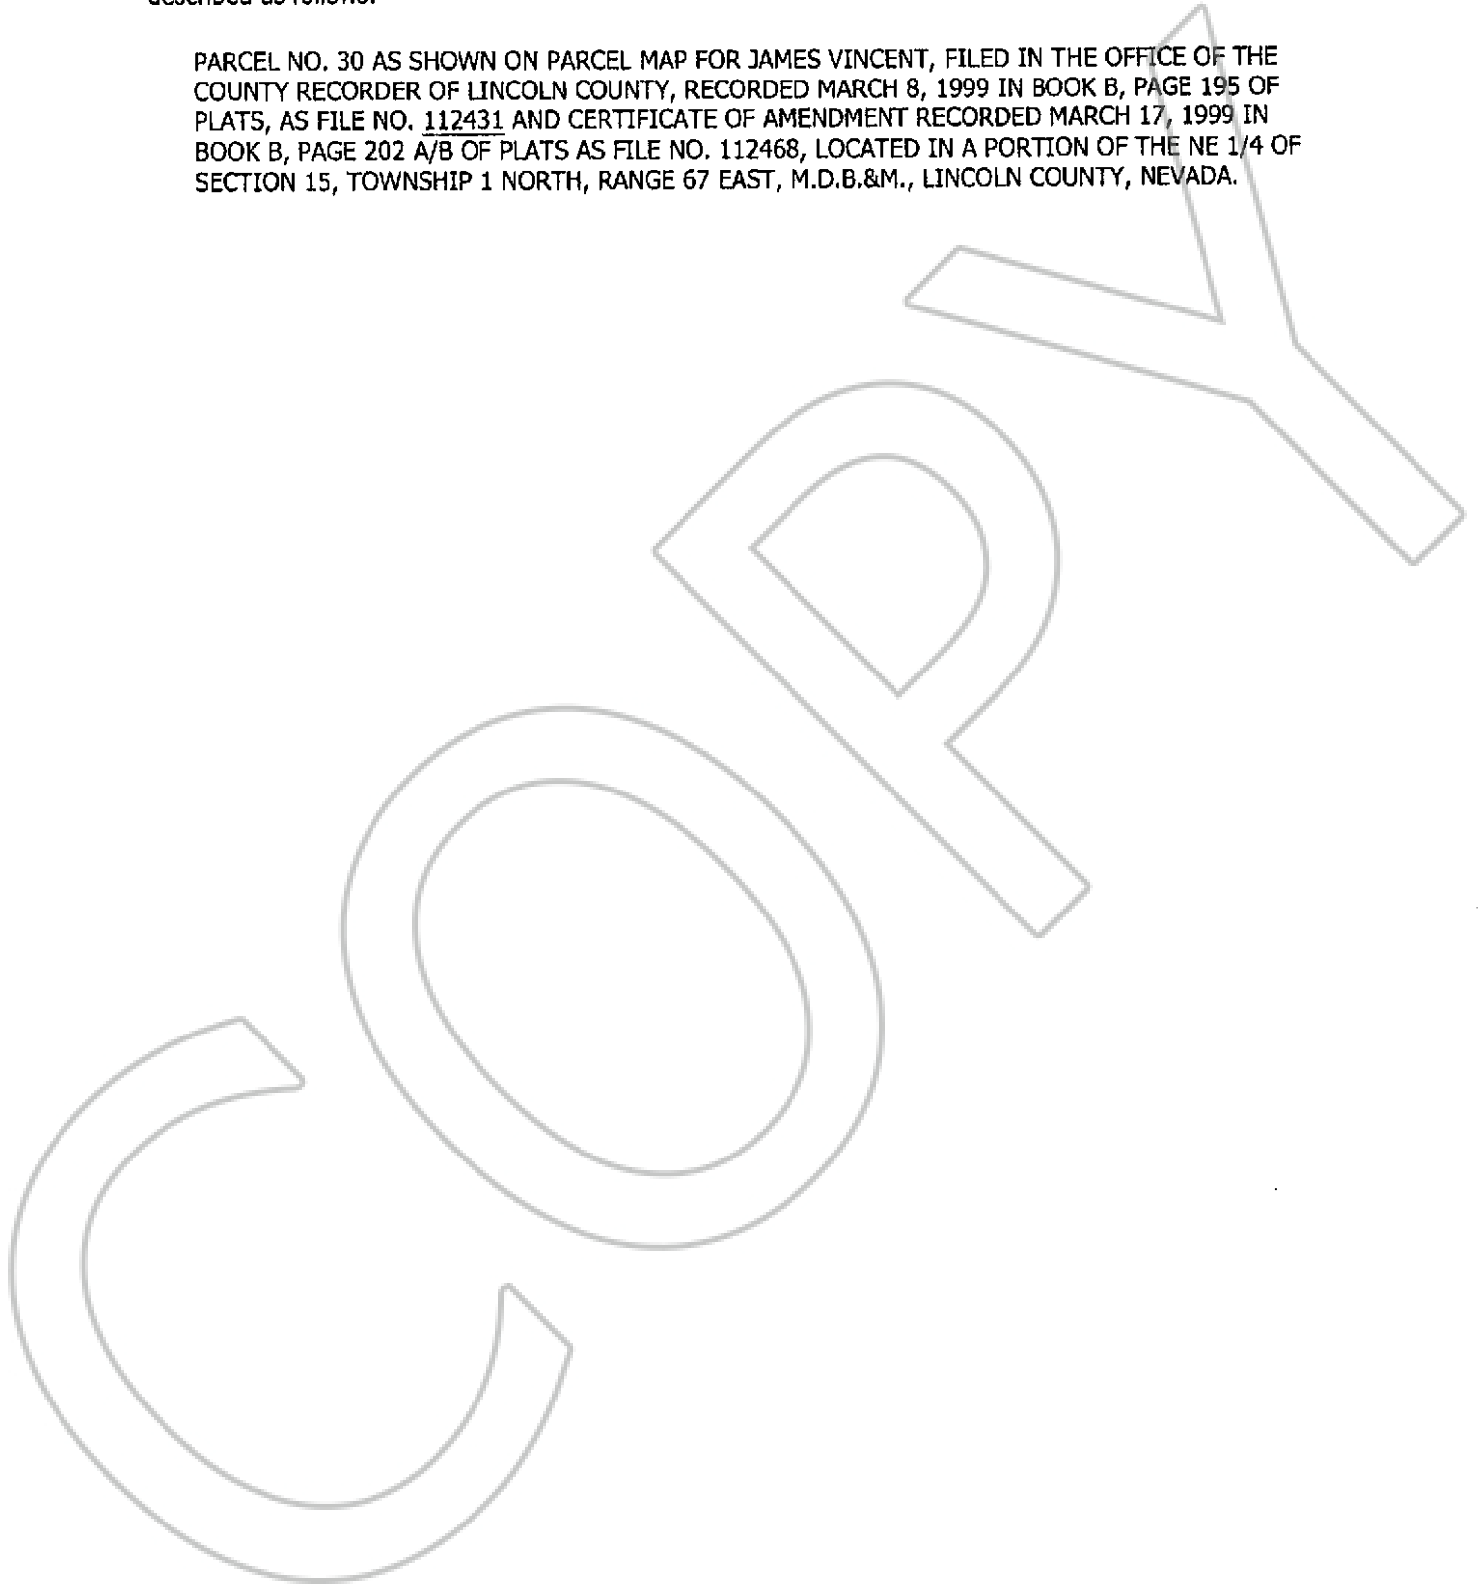 described as follows:
PARCEL NO. 30 AS SHOWN ON PARCEL MAP FOR JAMES VINCENT, FILED IN THE OFFICE OF THE
COUNTY RECORDER OF LINCOLN COUNTY, RECORDED MARCH 8, 1999 IN BOOK B, PAGE 195 OF
PLATS, AS FILE NO. 112431 AND CERTIFICATE OF AMENDMENT RECORDED MARCH 17, 1999 IN
BOOK B, PAGE 202 A/B OF PLATS AS FILE NO. 112468, LOCATED IN A PORTION OF THE NE 1/4 OF
SECTION 15, TOWNSHIP 1 NORTH, RANGE 67 EAST, M.D.B.&M., LINCOLN COUNTY, NEVADA.
COPY